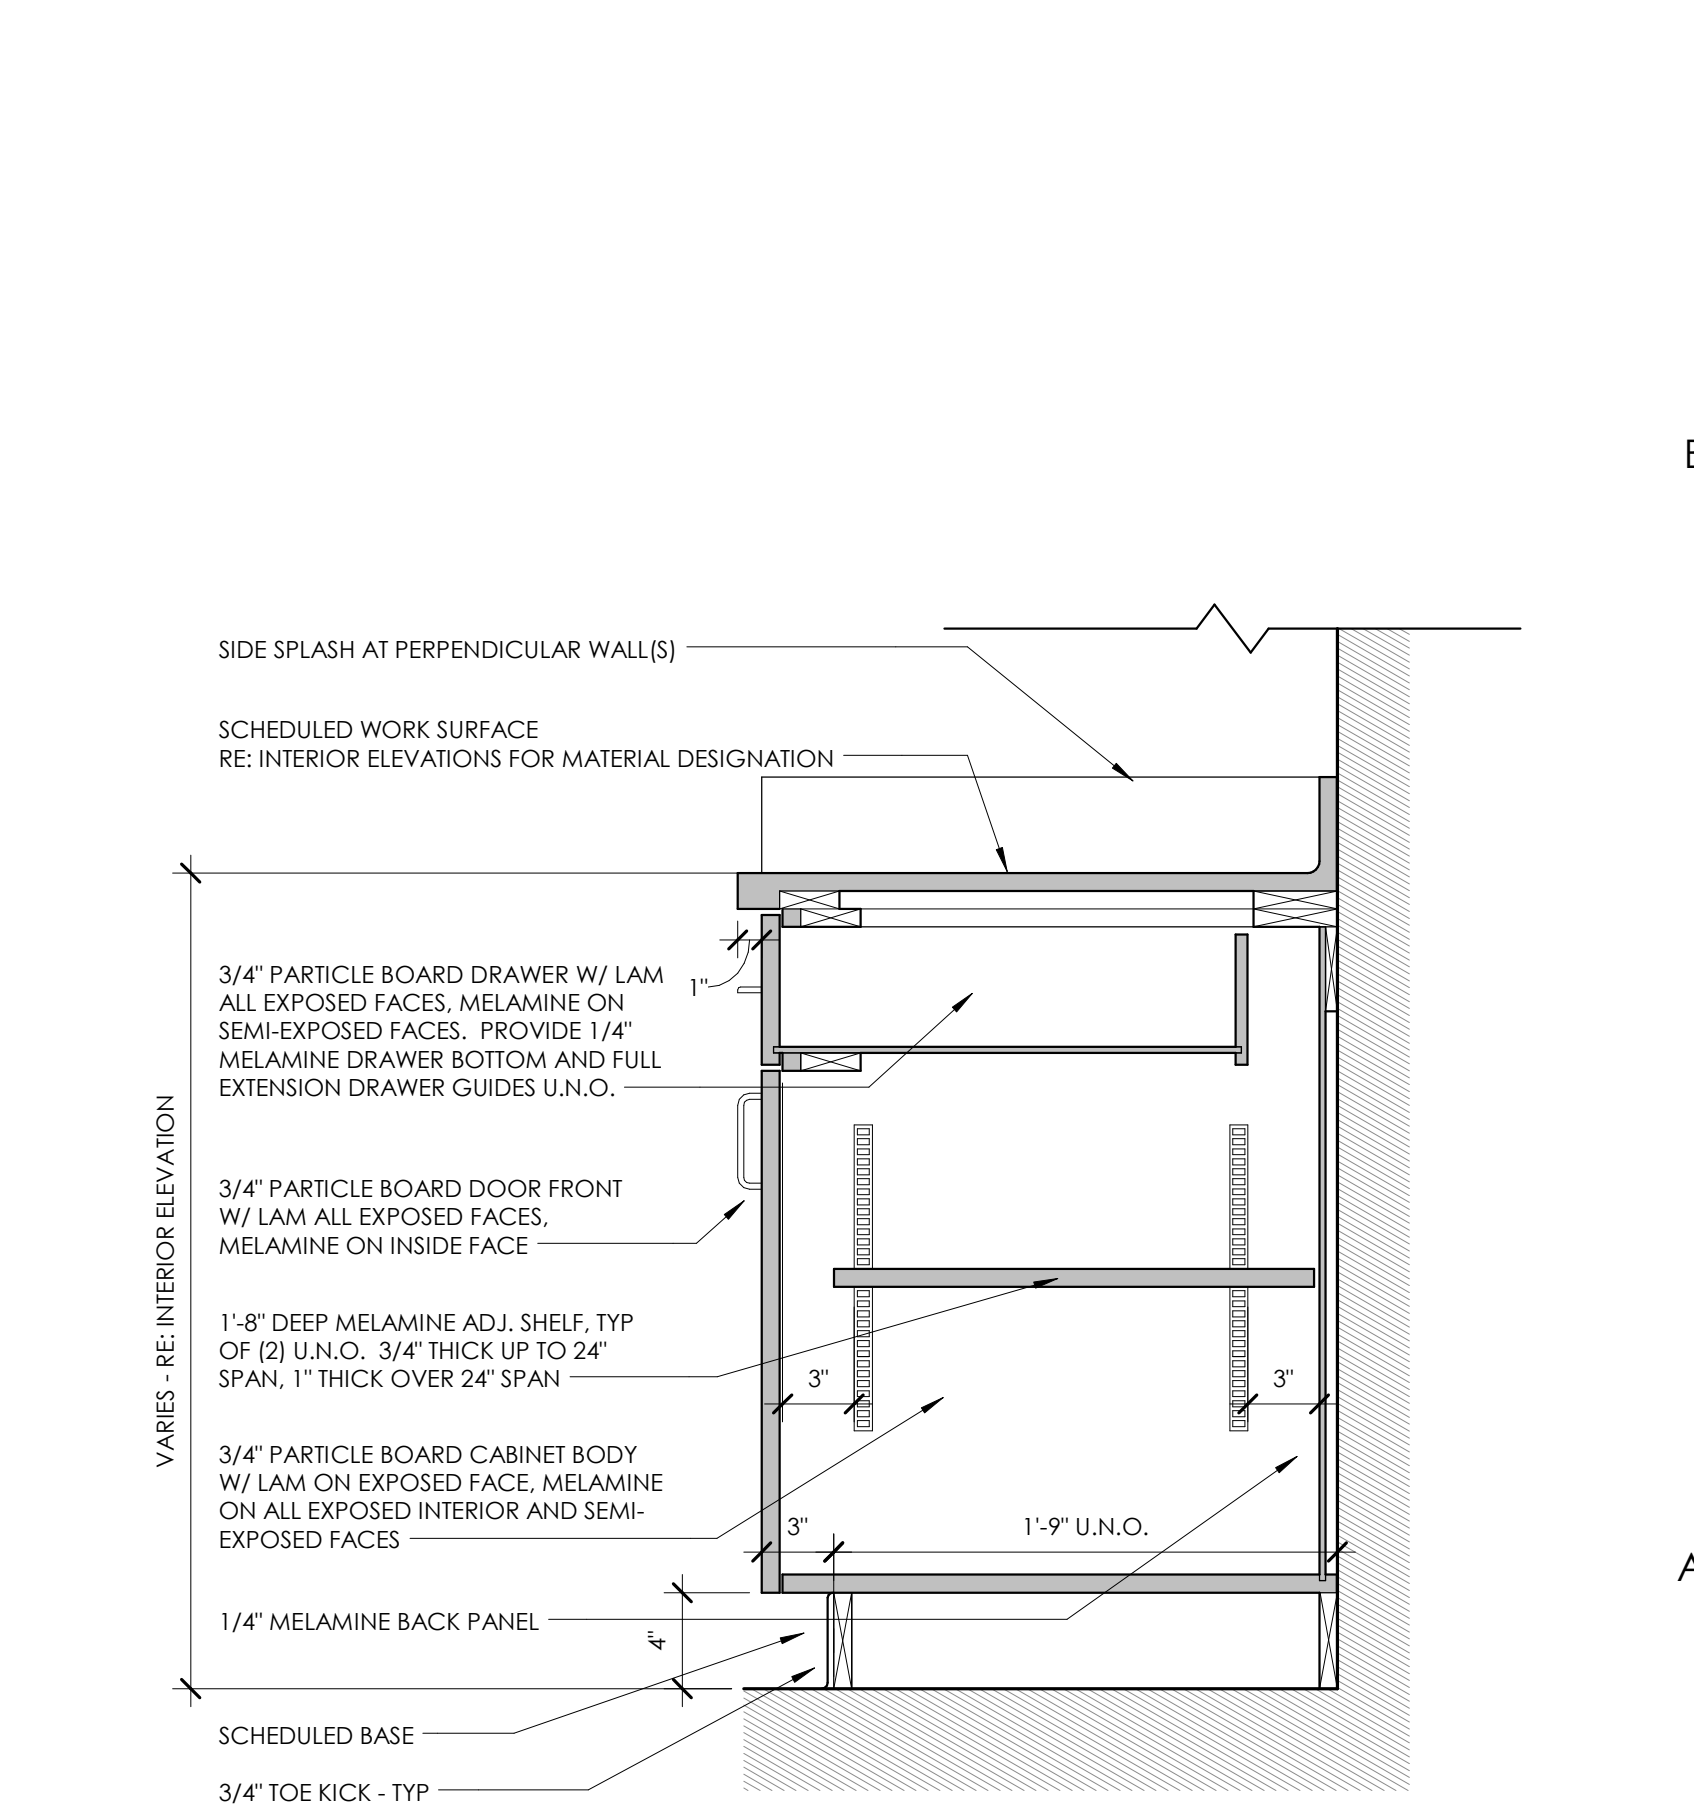 E
SIDE SPLASH AT PERPENDICULAR WALL(S)
SCHEDULED WORK SURFACE
RE: INTERIOR ELEVATIONS FOR MATERIAL DESIGNATION
3/4" PARTICLE BOARD DRAWER W/ LAM
ALL EXPOSED FACES, MELAMINE ON
SEMI-EXPOSED FACES.  PROVIDE 1/4"
MELAMINE DRAWER BOTTOM AND FULL
EXTENSION DRAWER GUIDES U.N.O.
1"
VARIES - RE: INTERIOR ELEVATION
3/4" PARTICLE BOARD DOOR FRONT
W/ LAM ALL EXPOSED FACES,
MELAMINE ON INSIDE FACE
1'-8" DEEP MELAMINE ADJ. SHELF, TYP
OF (2) U.N.O.  3/4" THICK UP TO 24"
SPAN, 1" THICK OVER 24" SPAN
3"
3"
3/4" PARTICLE BOARD CABINET BODY
W/ LAM ON EXPOSED FACE, MELAMINE
ON ALL EXPOSED INTERIOR AND SEMI-
EXPOSED FACES
3"
1'-9" U.N.O.
A
1/4" MELAMINE BACK PANEL
4"
SCHEDULED BASE
3/4" TOE KICK - TYP